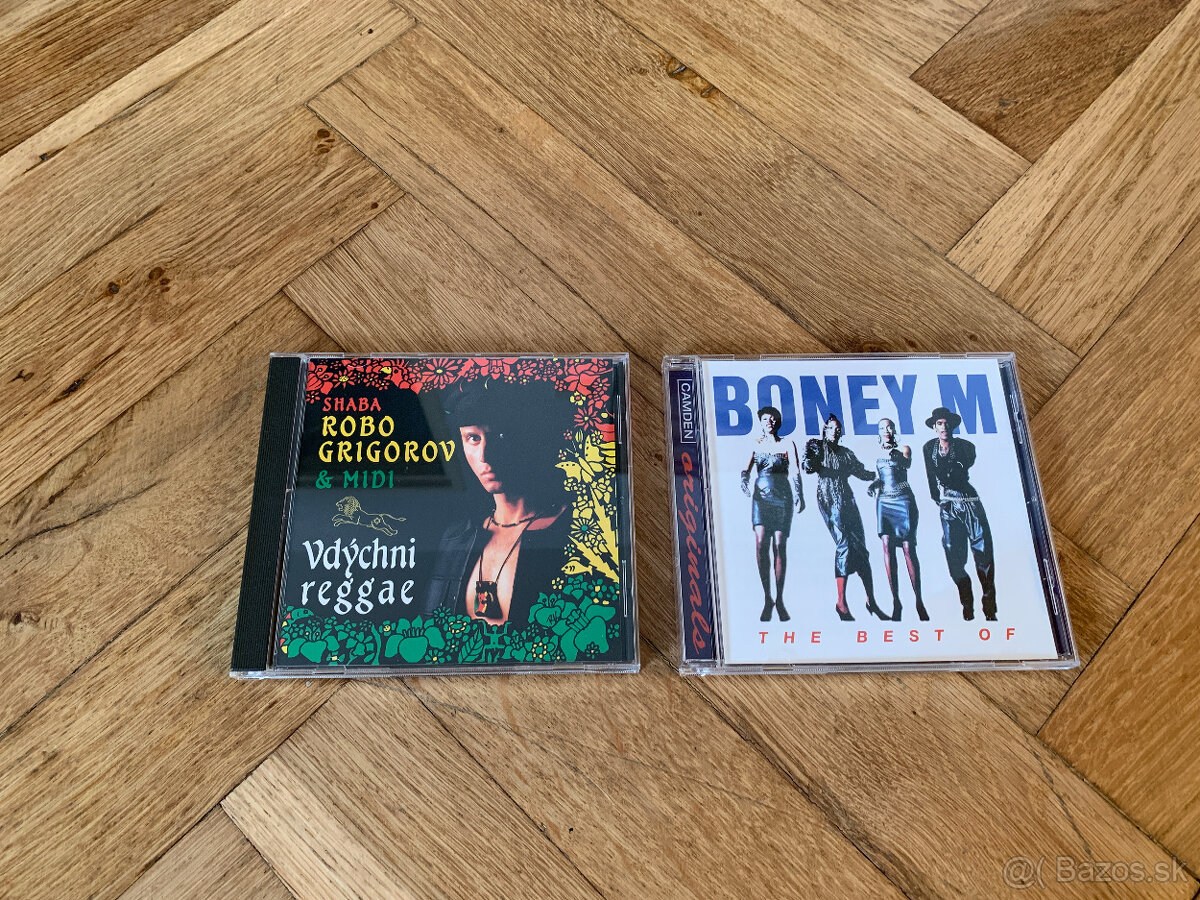 SHABA
ROBO
GRIGOROV
& MIDI
Vdýchni
reggae
CAMDEN
originals
BONEY M
THE BEST OF
@( Bazos.sk